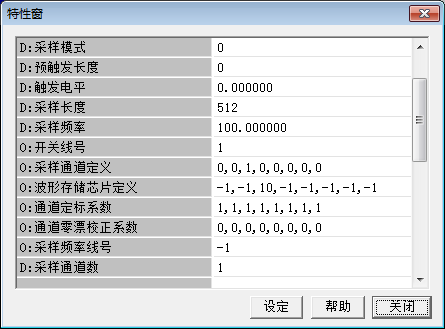 特性窗
D:采样模式 0
D:预触发长度 0
D:触发电平 0.000000
D:采样长度 512
D:采样频率 100.000000
O:开关线号 1
O:采样通道定义 0,0,1,0,0,0,0,0
O:波形存储芯片定义 -1,-1,10,-1,-1,-1,-1,-1
O:通道定标系数 1,1,1,1,1,1,1,1
O:通道零漂校正系数 0,0,0,0,0,0,0,0
O:采样频率线号 -1
D:采样通道数 1
设定 帮助 关闭